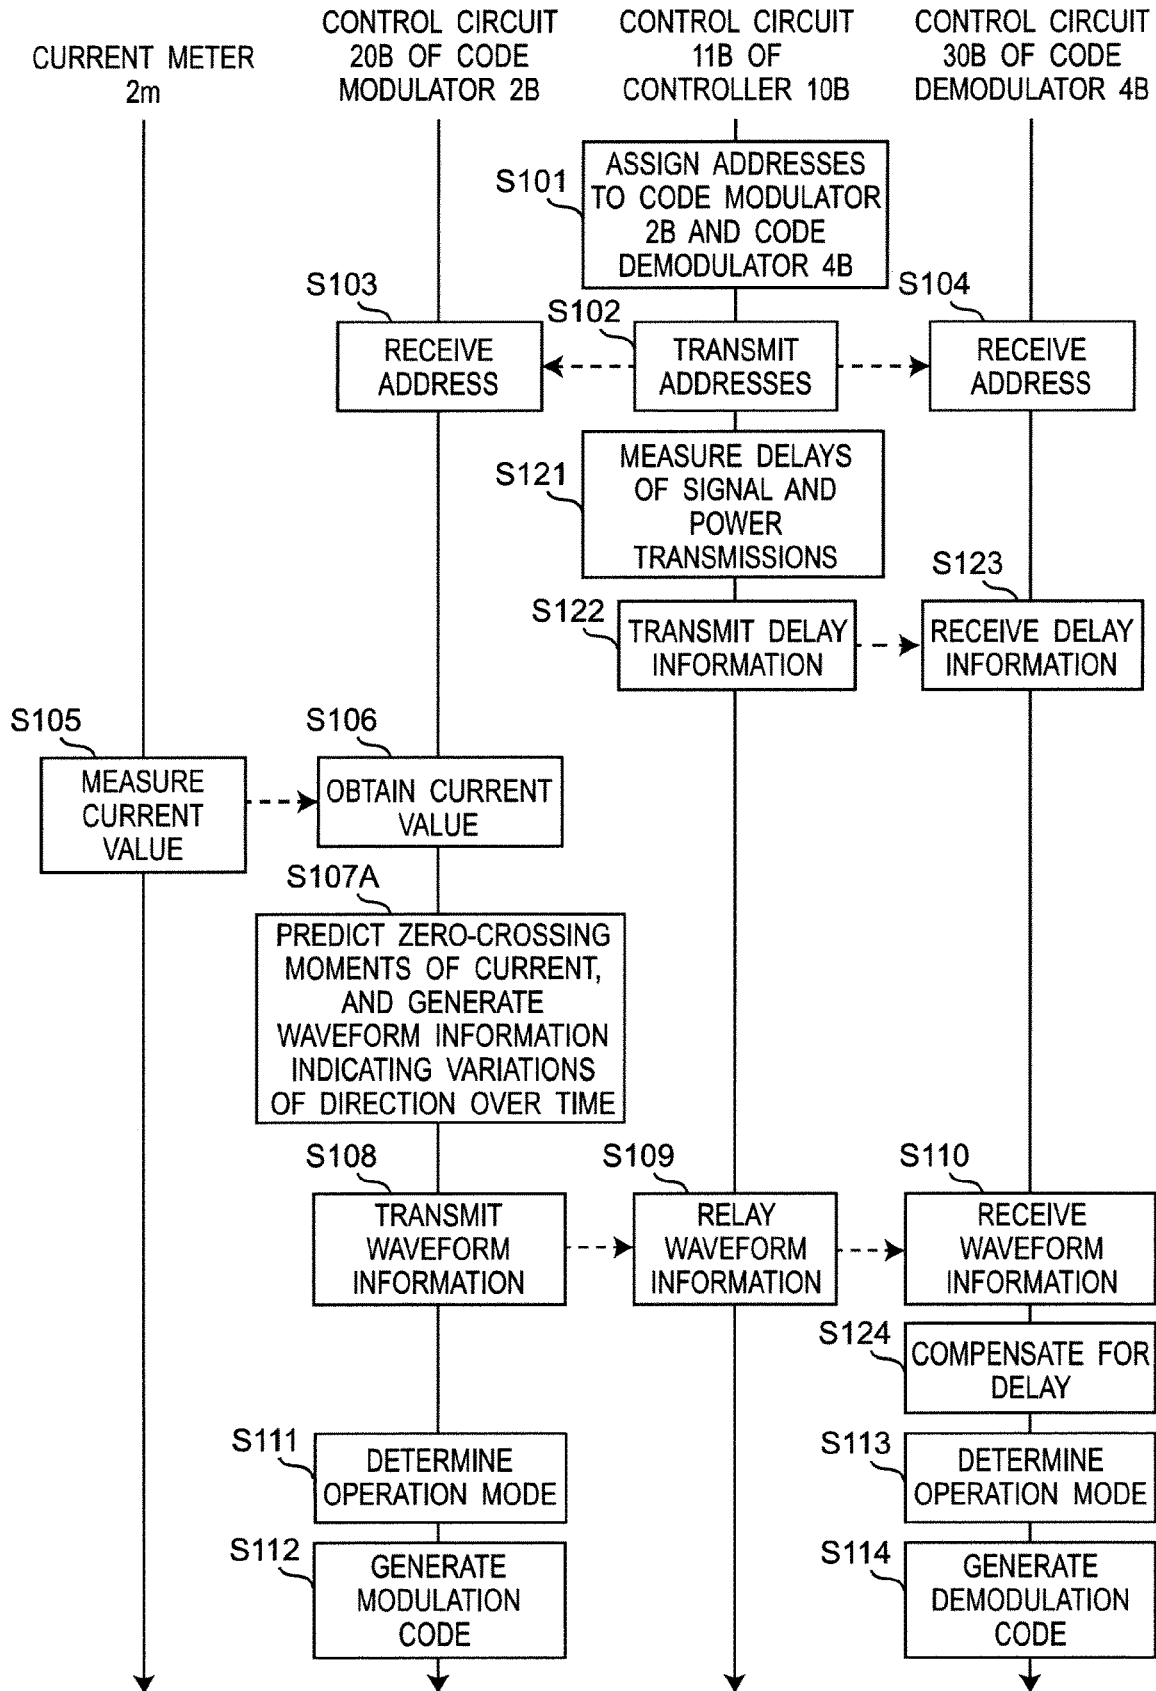 CURRENT METER
2m
CONTROL CIRCUIT
20B OF CODE
MODULATOR 2B
CONTROL CIRCUIT
11B OF
CONTROLLER 10B
CONTROL CIRCUIT
30B OF CODE
DEMODULATOR 4B
S101
ASSIGN ADDRESSES
TO CODE MODULATOR
2B AND CODE
DEMODULATOR 4B
S103
RECEIVE
ADDRESS
S102
TRANSMIT
ADDRESSES
S104
RECEIVE
ADDRESS
S121
MEASURE DELAYS
OF SIGNAL AND
POWER
TRANSMISSIONS
S122
TRANSMIT DELAY
INFORMATION
S123
RECEIVE DELAY
INFORMATION
S105
MEASURE
CURRENT
VALUE
S106
OBTAIN CURRENT
VALUE
S107A
PREDICT ZERO-CROSSING
MOMENTS OF CURRENT,
AND GENERATE
WAVEFORM INFORMATION
INDICATING VARIATIONS
OF DIRECTION OVER TIME
S108
TRANSMIT
WAVEFORM
INFORMATION
S109
RELAY
WAVEFORM
INFORMATION
S110
RECEIVE
WAVEFORM
INFORMATION
S124
COMPENSATE FOR
DELAY
S111
DETERMINE
OPERATION MODE
S113
DETERMINE
OPERATION MODE
S112
GENERATE
MODULATION
CODE
S114
GENERATE
DEMODULATION
CODE